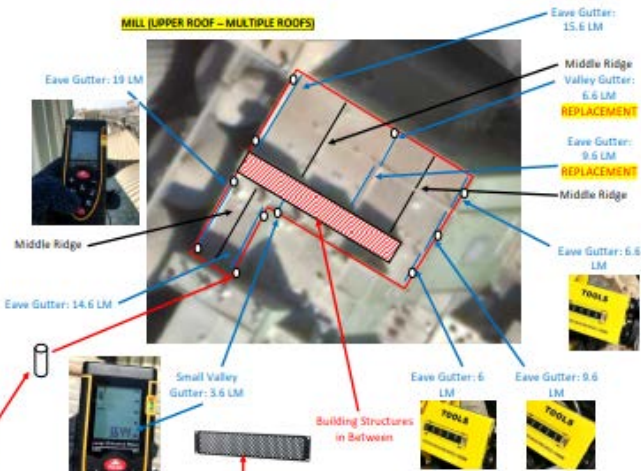 MILL (UPPER ROOF – MULTIPLE ROOFS)
Eave Gutter:
15.6 LM
Eave Gutter: 19 LM
Middle Ridge
Valley Gutter:
6.6 LM
REPLACEMENT
Eave Gutter:
9.6 LM
REPLACEMENT
Middle Ridge
Middle Ridge
Eave Gutter: 6.6
LM
Eave Gutter: 14.6 LM
TOOLS
Small Valley
Gutter: 3.6 LM
Building Structures
in Between
Eave Gutter: 6
LM
Eave Gutter: 9.6
LM
TOOLS
TOOLS